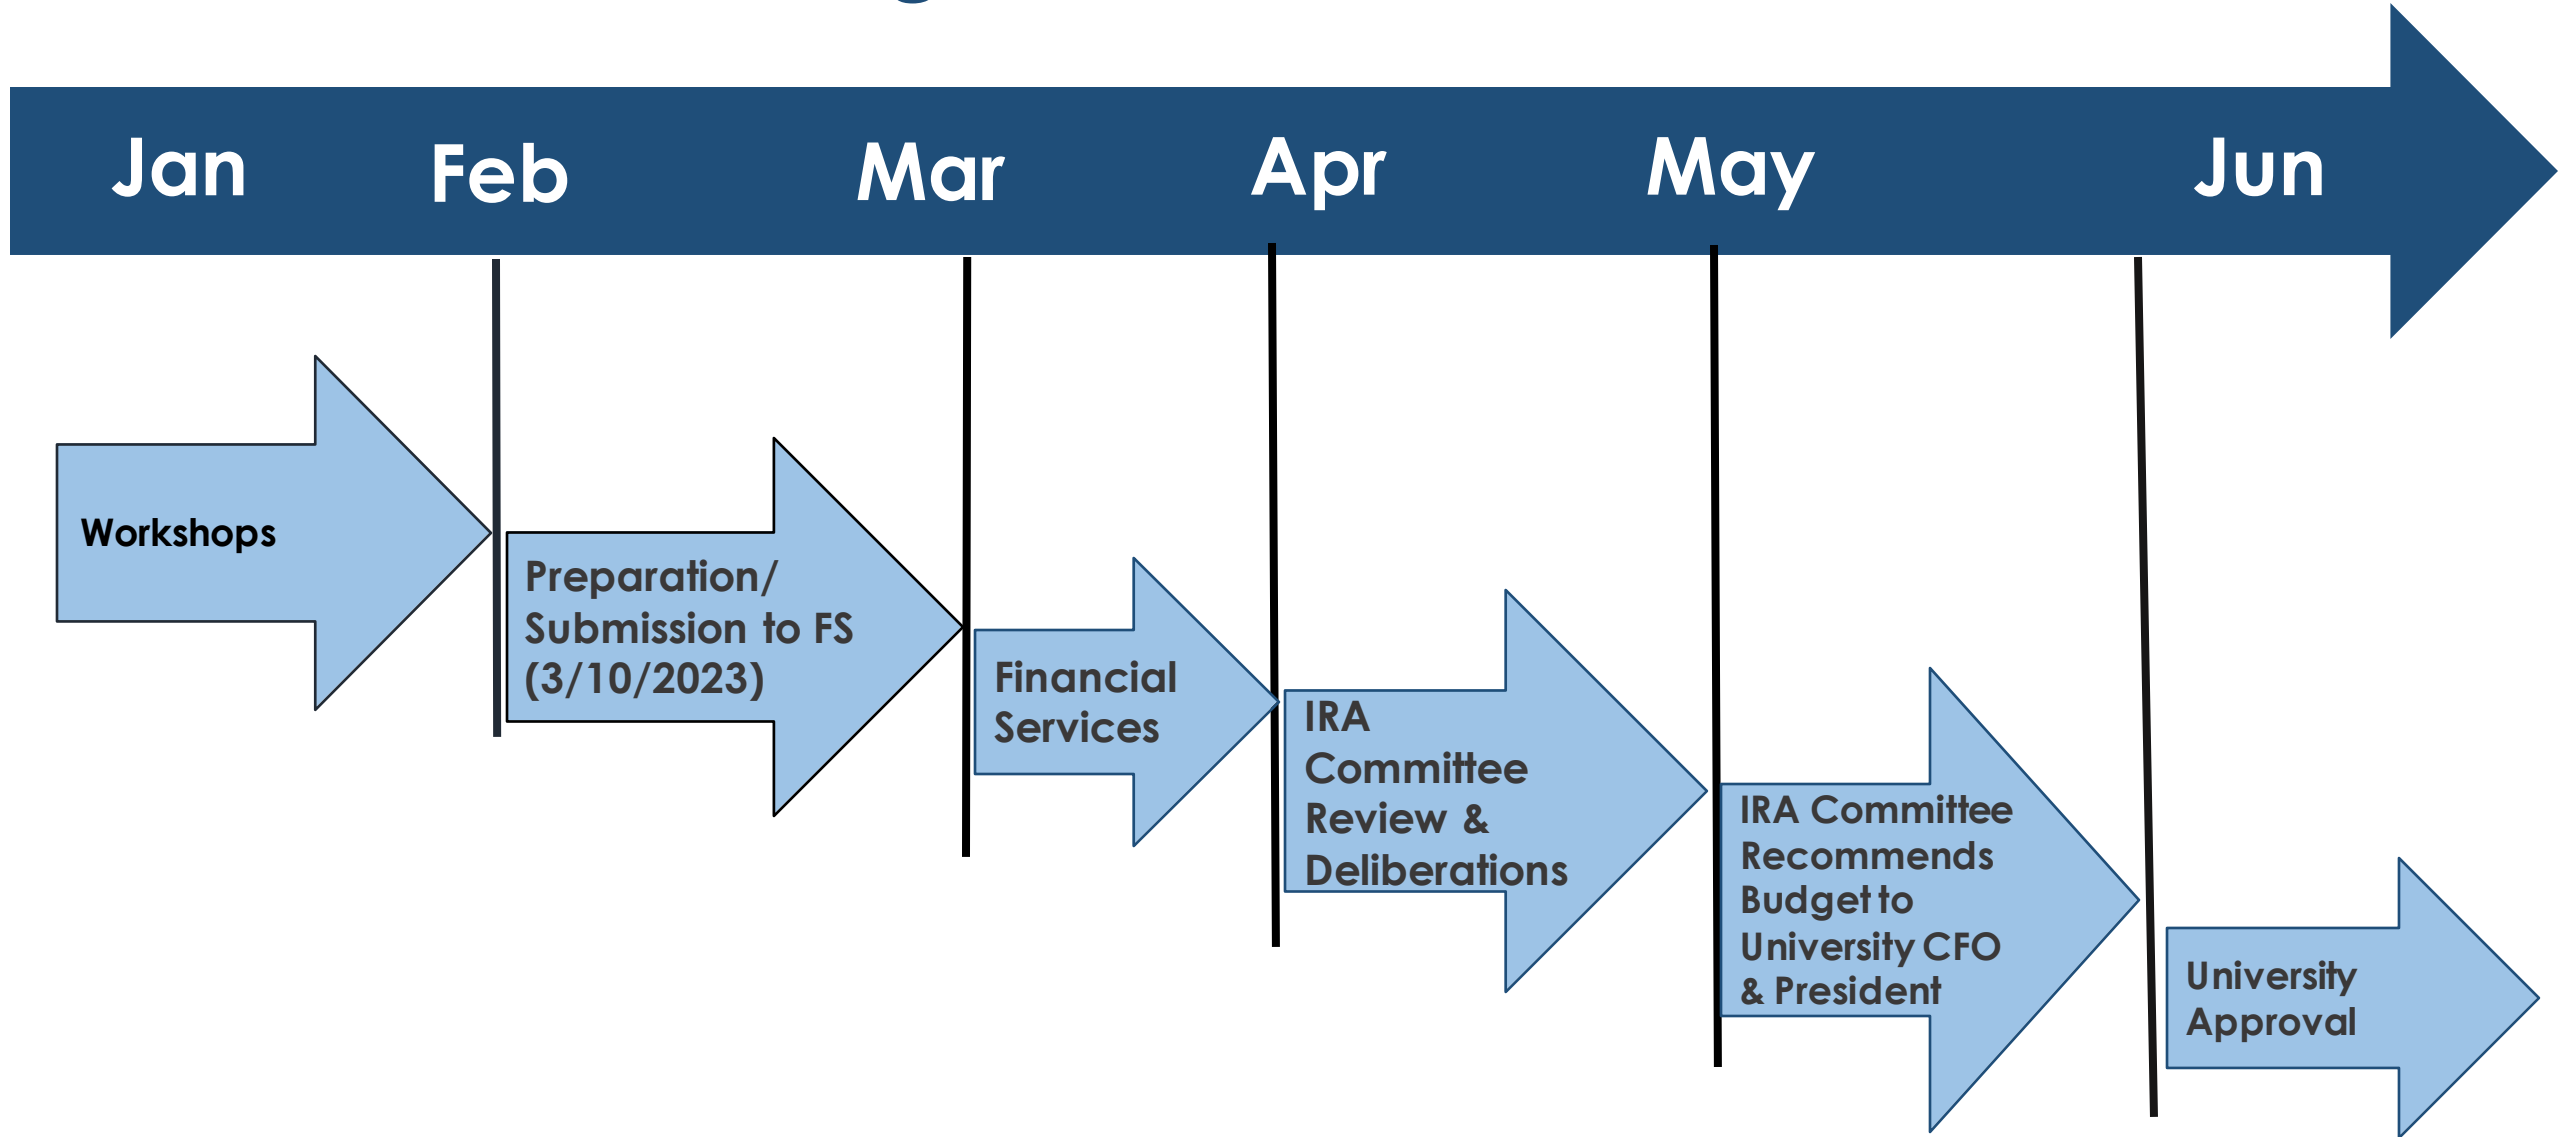 Jan Feb Mar Apr May Jun
Workshops
Preparation/
Submission to FS
(3/10/2023)
Financial
Services
IRA
Committee
Review &
Deliberations
IRA Committee
Recommends
Budget to
University CFO
& President
University
Approval